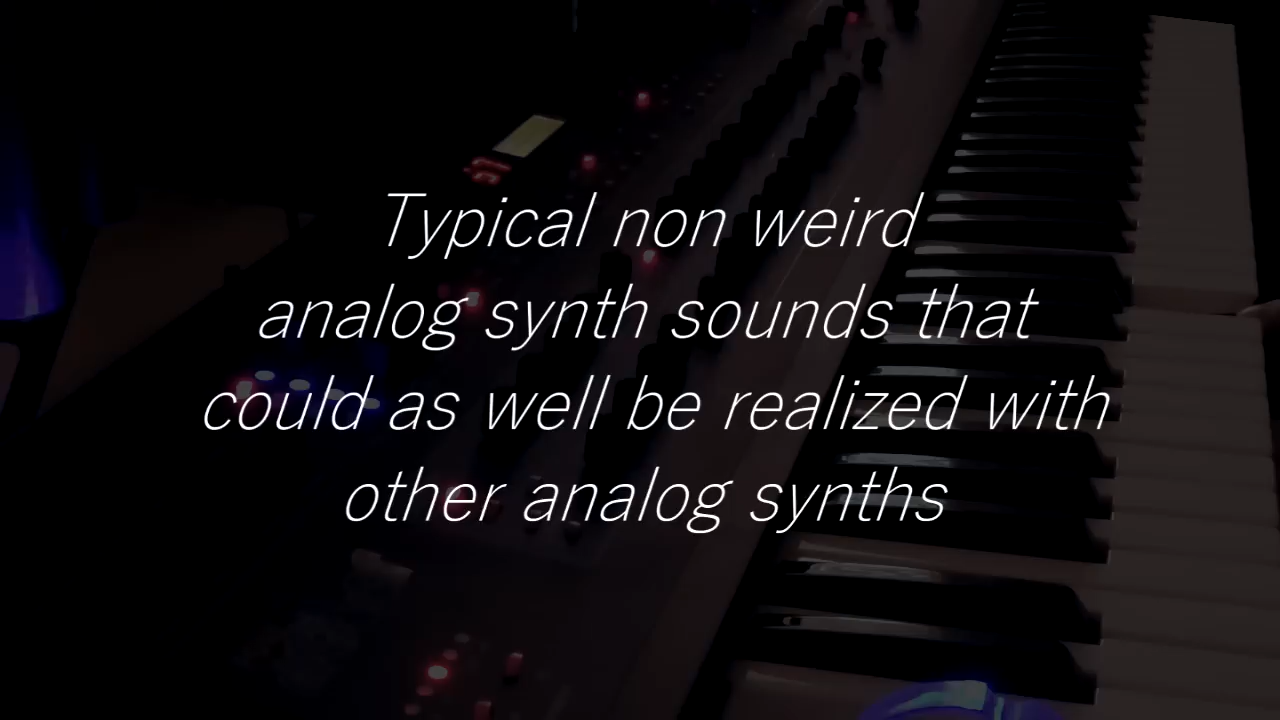 Typical non weird
analog synth sounds that
could as well be realized with
other analog synths